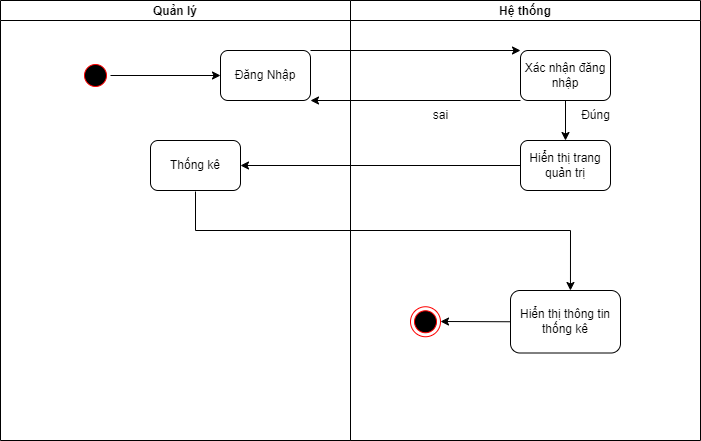 Quản lý
Hệ thống
Đăng Nhập
Xác nhận đăng
nhập
sai
Đúng
Thống kê
Hiển thị trang
quản trị
Hiển thị thông tin
thống kê